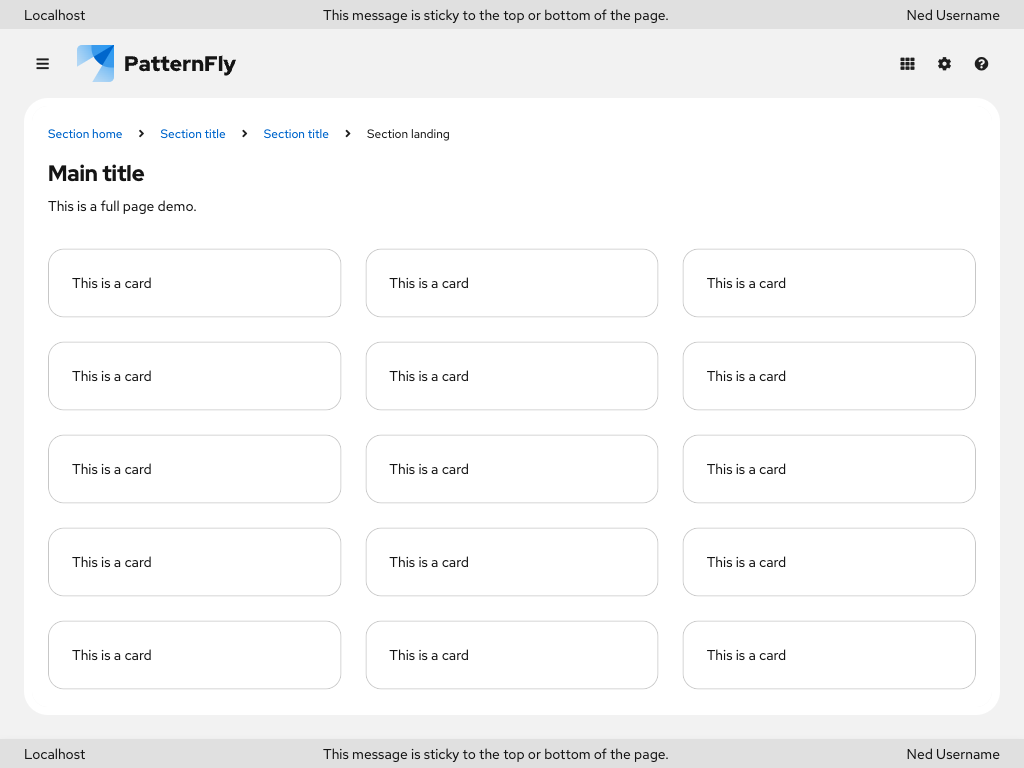 Localhost This message is sticky to the top or bottom of the page. Ned Username
PatternFly
Section home Section title Section title Section landing
Main title
This is a full page demo.
This is a card This is a card This is a card
This is a card This is a card This is a card
This is a card This is a card This is a card
This is a card This is a card This is a card
This is a card This is a card This is a card
Localhost This message is sticky to the top or bottom of the page. Ned Username